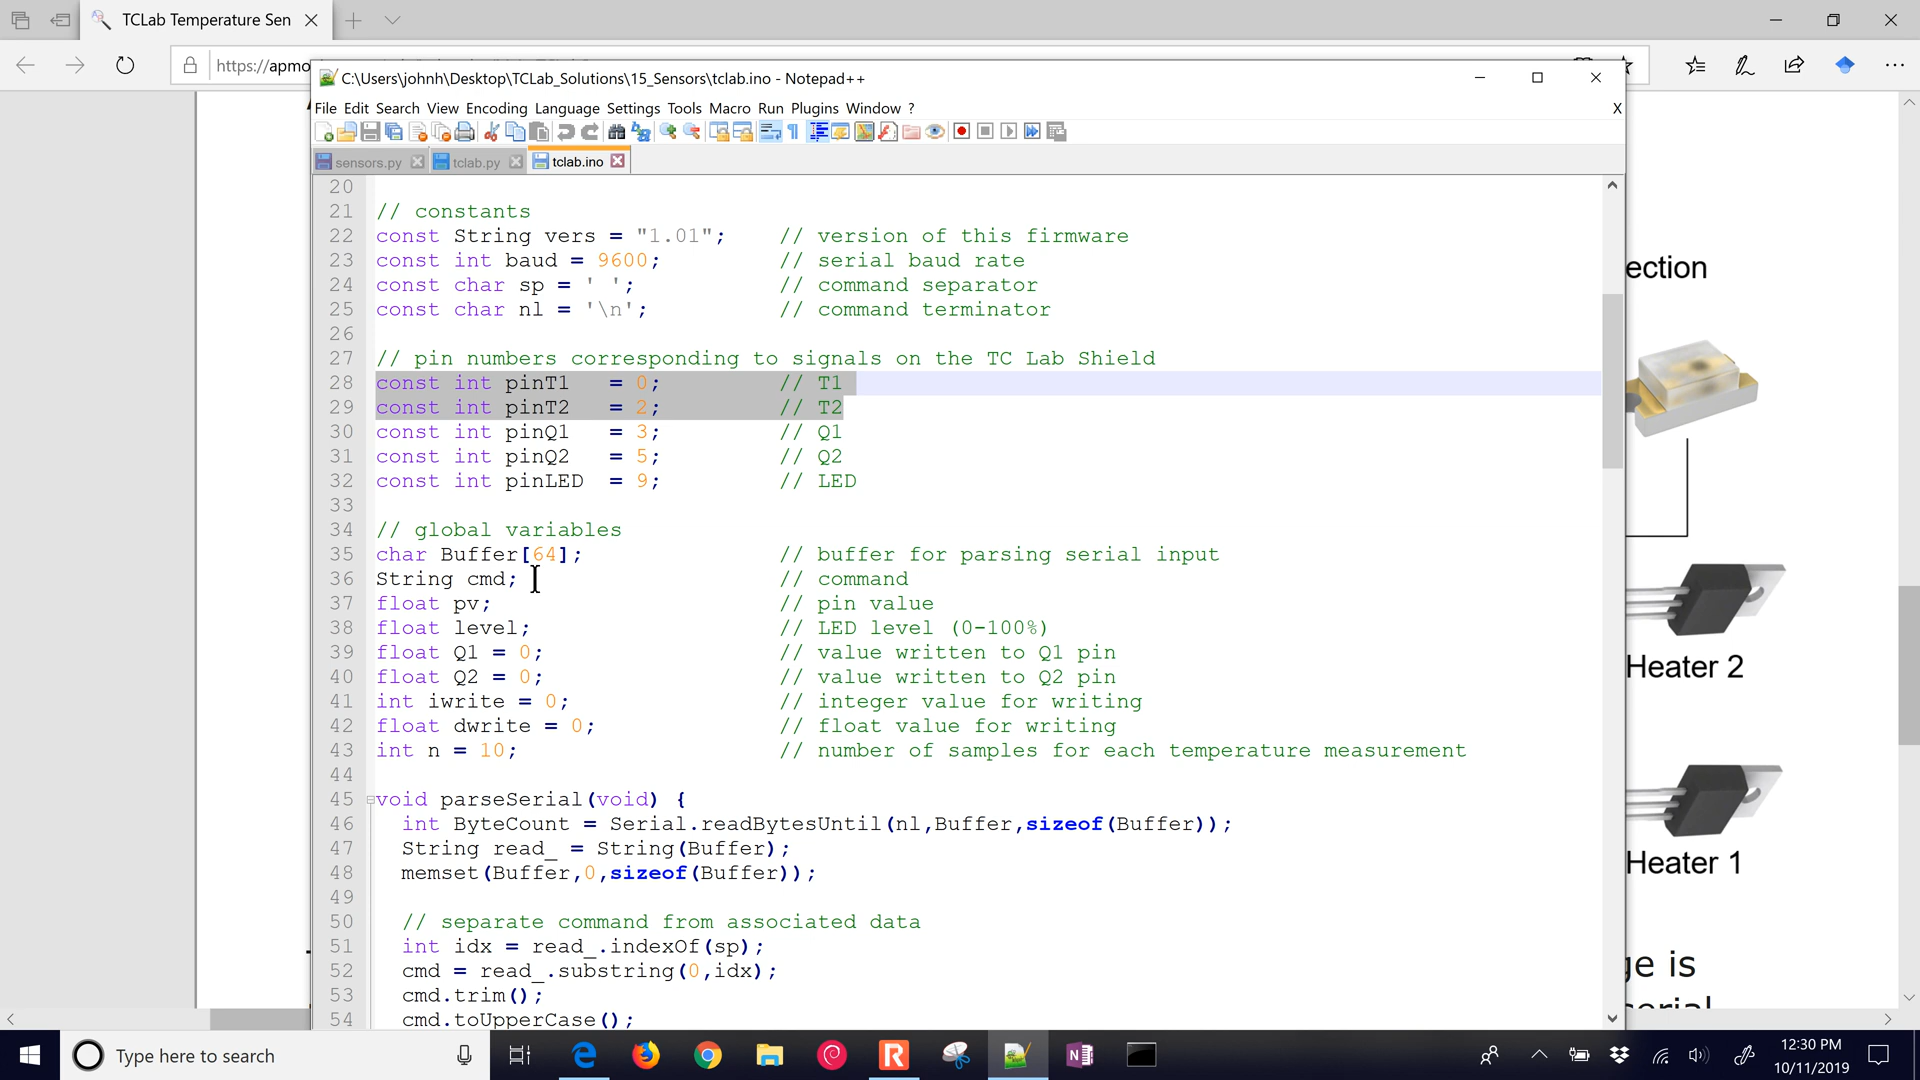 TCLab Temperature Sen
https://apmo
C:\Users\johnh\Desktop\TCLab_Solutions\15_Sensors\tclab.ino - Notepad++
File Edit Search View Encoding Language Settings Tools Macro Run Plugins Window ? X
sensors.py tclab.py tclab.ino
20
21 // constants
22 const String vers = "1.01"; // version of this firmware
23 const int baud = 9600; // serial baud rate
24 const char sp = ' '; // command separator
25 const char nl = '\n'; // command terminator
26
27 // pin numbers corresponding to signals on the TC Lab Shield
28 const int pinT1 = 0; // T1
29 const int pinT2 = 2; // T2
30 const int pinQ1 = 3; // Q1
31 const int pinQ2 = 5; // Q2
32 const int pinLED = 9; // LED
33
34 // global variables
35 char Buffer[64]; // buffer for parsing serial input
36 String cmd; // command
37 float pv; // pin value
38 float level; // LED level (0-100%)
39 float Q1 = 0; // value written to Q1 pin
40 float Q2 = 0; // value written to Q2 pin
41 int iwrite = 0; // integer value for writing
42 float dwrite = 0; // float value for writing
43 int n = 10; // number of samples for each temperature measurement
44
45 void parseSerial(void) {
46 int ByteCount = Serial.readBytesUntil(nl,Buffer,sizeof(Buffer));
47 String read_ = String(Buffer);
48 memset(Buffer,0,sizeof(Buffer));
49
50 // separate command from associated data
51 int idx = read_.indexOf(sp);
52 cmd = read_.substring(0,idx);
53 cmd.trim();
54 cmd.toUpperCase();
ection
Heater 2
Heater 1
ge is
Type here to search
12:30 PM
10/11/2019